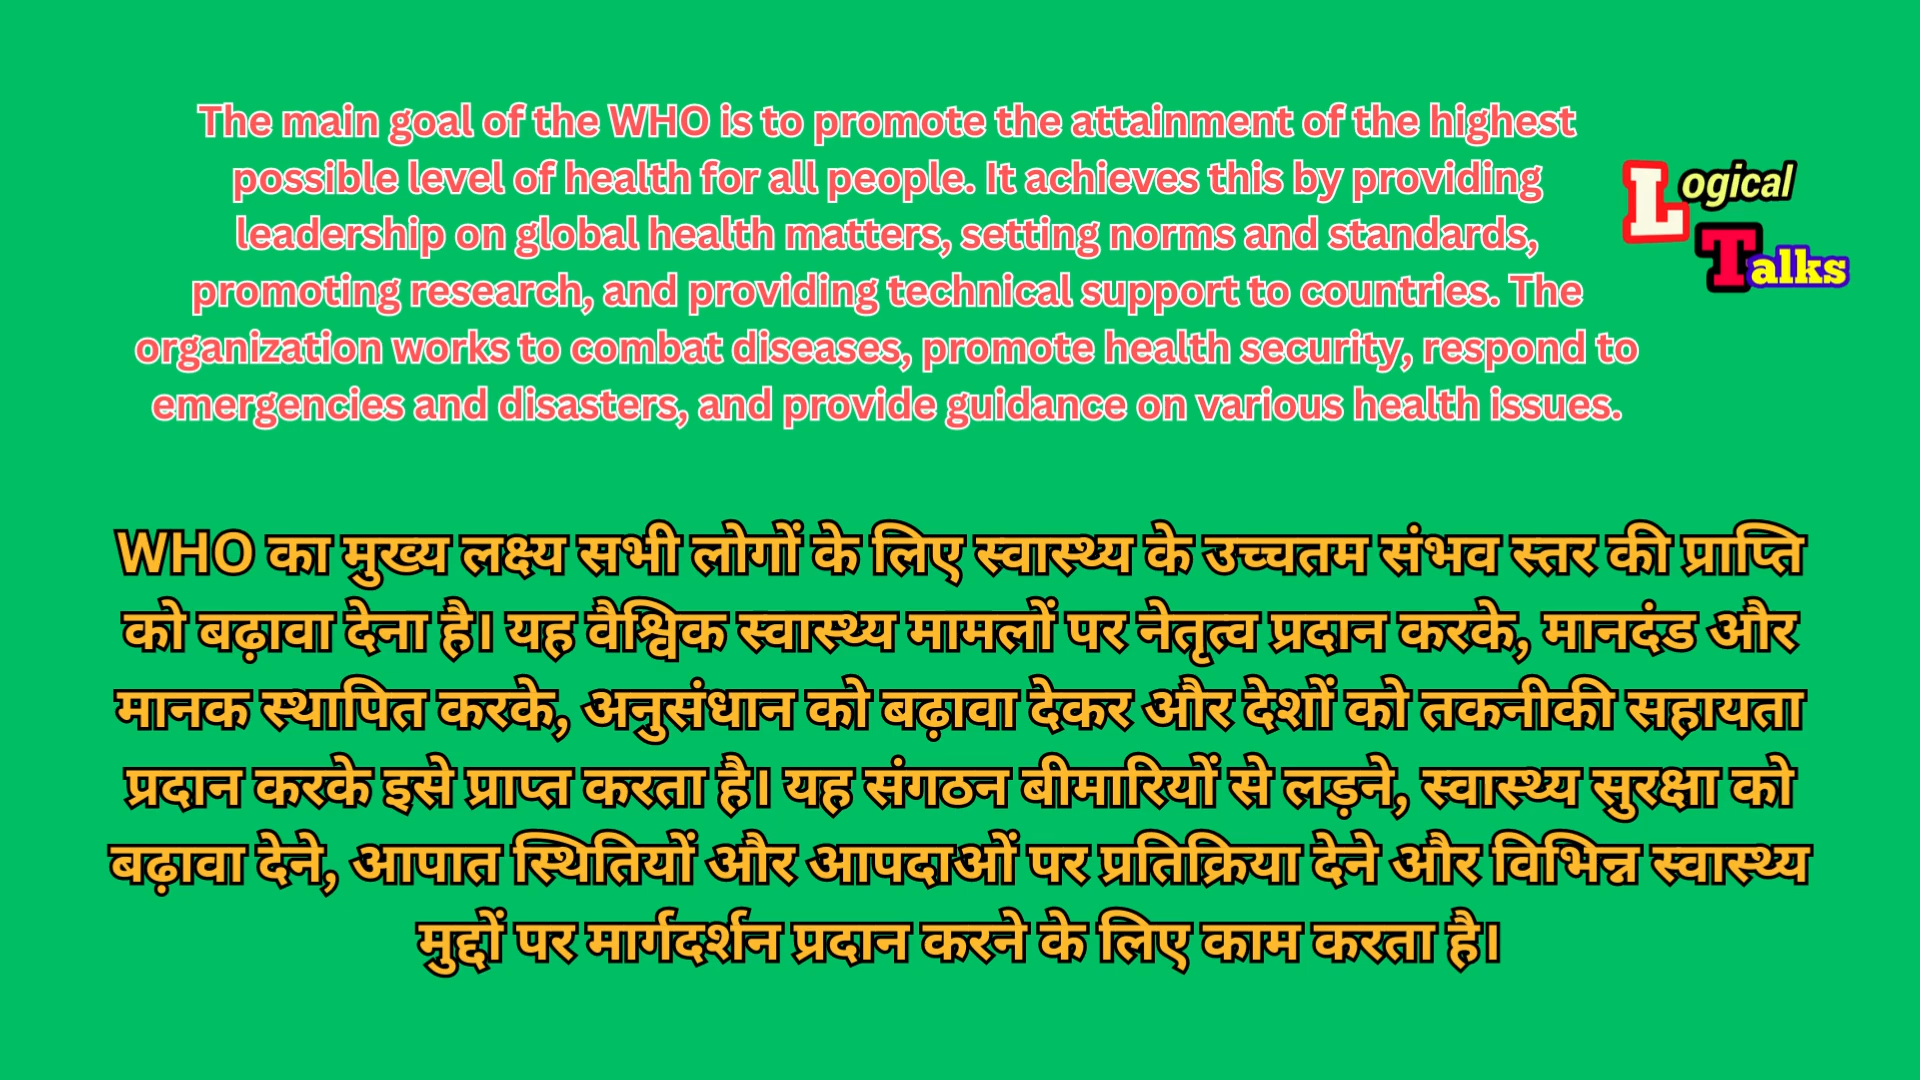 The main goal of the WHO is to promote the attainment of the highest
possible level of health for all people. It achieves this by providing
leadership on global health matters, setting norms and standards,
promoting research, and providing technical support to countries. The
organization works to combat diseases, promote health security, respond to
emergencies and disasters, and provide guidance on various health issues.
Logical
Talks
WHO का मुख्य लक्ष्य सभी लोगों के लिए स्वास्थ्य के उच्चतम संभव स्तर की प्राप्ति
को बढ़ावा देना है। यह वैश्विक स्वास्थ्य मामलों पर नेतृत्व प्रदान करके, मानदंड और
मानक स्थापित करके, अनुसंधान को बढ़ावा देकर और देशों को तकनीकी सहायता
प्रदान करके इसे प्राप्त करता है। यह संगठन बीमारियों से लड़ने, स्वास्थ्य सुरक्षा को
बढ़ावा देने, आपात स्थितियों और आपदाओं पर प्रतिक्रिया देने और विभिन्न स्वास्थ्य
मुद्दों पर मार्गदर्शन प्रदान करने के लिए काम करता है।